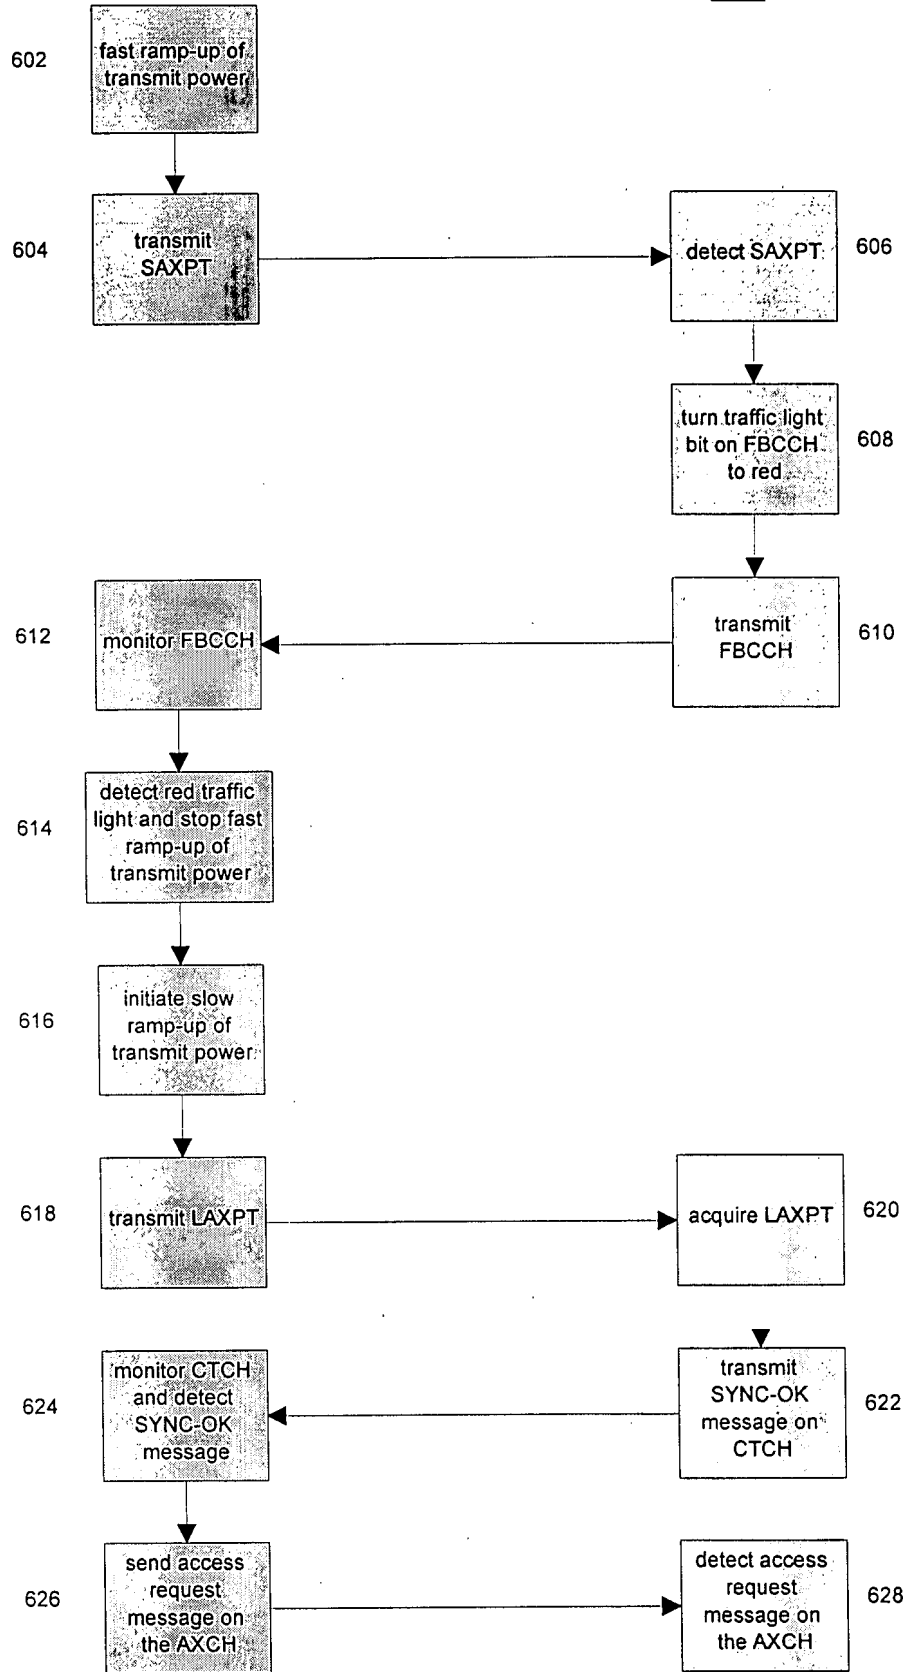 602
fast ramp-up of
transmit power
604
transmit
SAXPT
detect SAXPT
606
turn traffic light
bit on FBCCH
to red
608
612
monitor FBCCH
transmit
FBCCH
610
614
detect red traffic
light and stop fast
ramp-up of
transmit power
616
initiate slow
ramp-up of
transmit power
618
transmit LAXPT
acquire LAXPT
620
624
monitor CTCH
and detect
SYNC-OK
message
transmit
SYNC-OK
message on
CTCH
622
626
send access
request
message on
the AXCH
detect access
request
message on
the AXCH
628